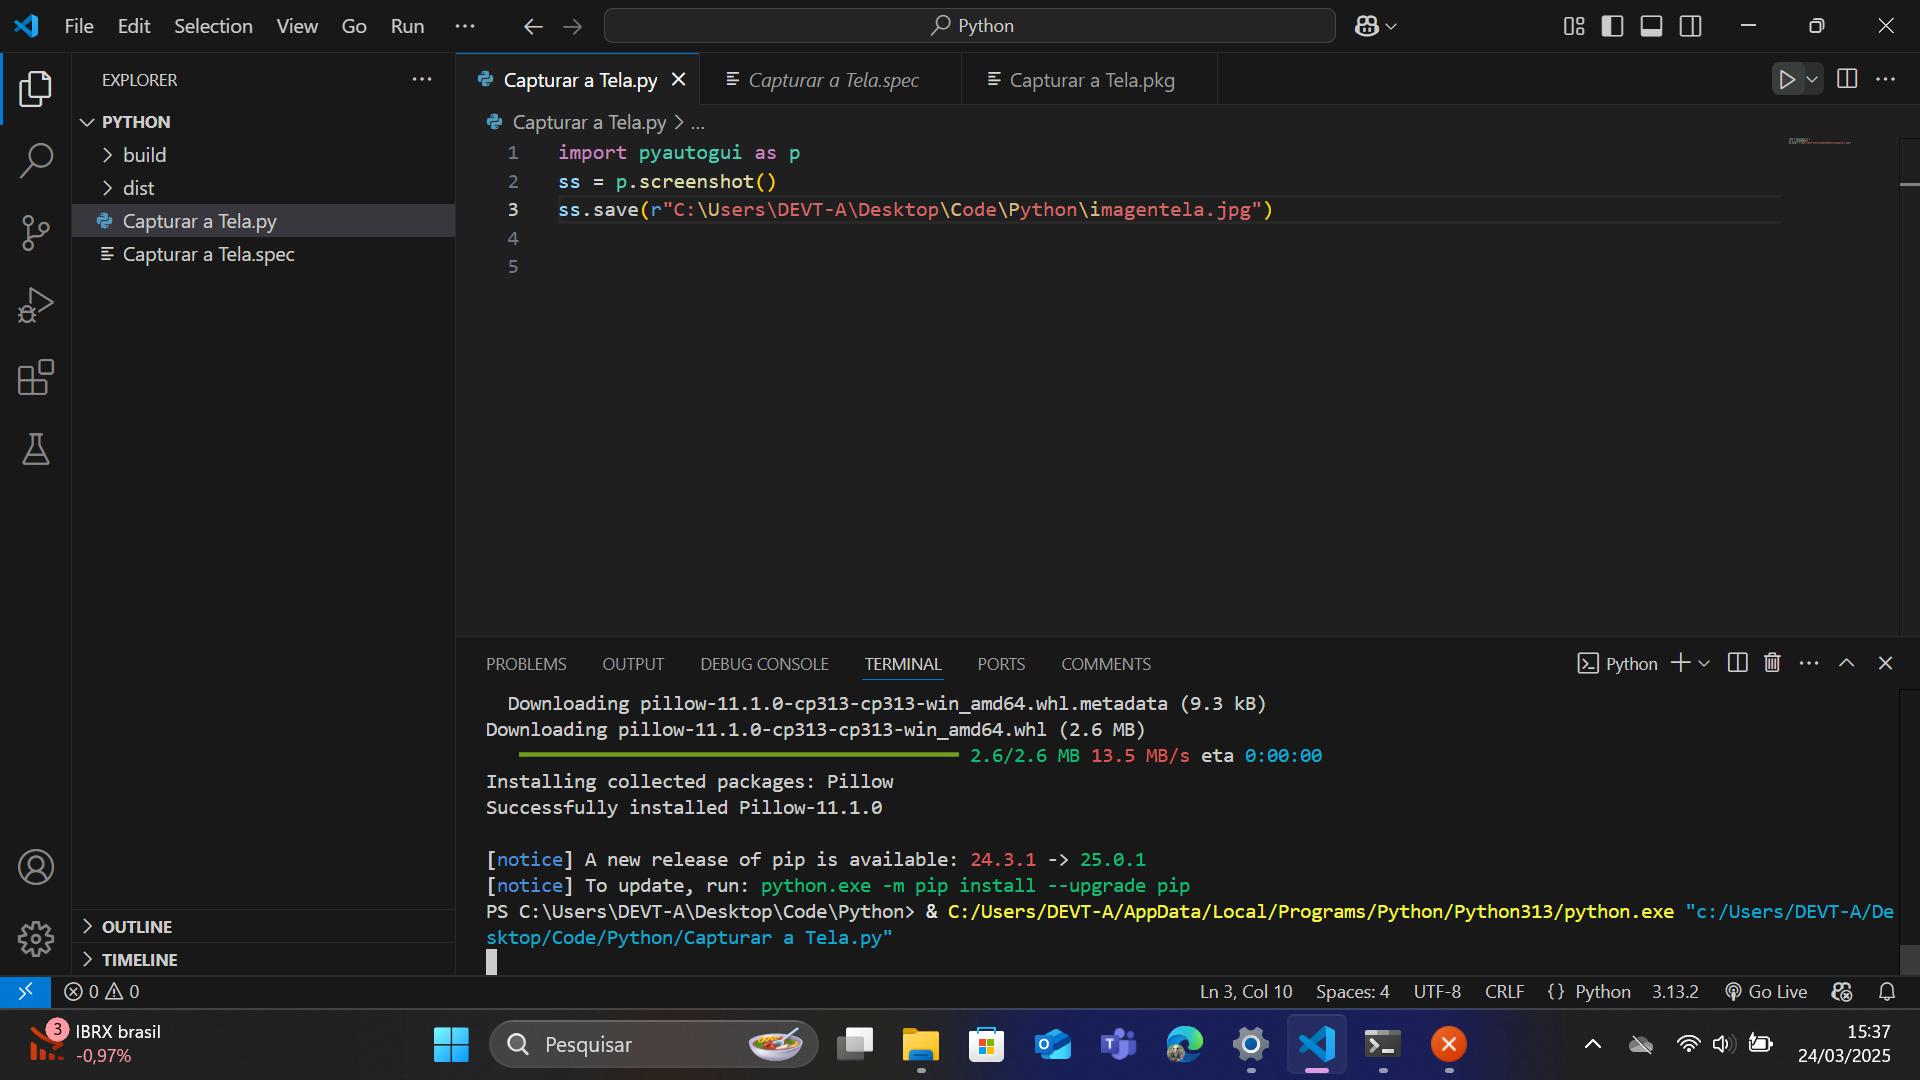 File Edit Selection View Go Run ···
Python
EXPLORER
PYTHON
build
dist
Capturar a Tela.py
Capturar a Tela.spec
OUTLINE
TIMELINE
Capturar a Tela.py
Capturar a Tela.spec
Capturar a Tela.pkg
Capturar a Tela.py > ...
1 import pyautogui as p
2 ss = p.screenshot()
3 ss.save(r"C:\Users\DEVT-A\Desktop\Code\Python\imagentela.jpg")
4
5
PROBLEMS OUTPUT DEBUG CONSOLE TERMINAL PORTS COMMENTS
Python
Downloading pillow-11.1.0-cp313-cp313-win_amd64.whl.metadata (9.3 kB)
Downloading pillow-11.1.0-cp313-cp313-win_amd64.whl (2.6 MB)
2.6/2.6 MB 13.5 MB/s eta 0:00:00
Installing collected packages: Pillow
Successfully installed Pillow-11.1.0
[notice] A new release of pip is available: 24.3.1 -> 25.0.1
[notice] To update, run: python.exe -m pip install --upgrade pip
PS C:\Users\DEVT-A\Desktop\Code\Python> & C:/Users/DEVT-A/AppData/Local/Programs/Python/Python313/python.exe "c:/Users/DEVT-A/De
sktop/Code/Python/Capturar a Tela.py"
0 0
Ln 3, Col 10 Spaces: 4 UTF-8 CRLF {} Python 3.13.2 Go Live
3
IBRX brasil
-0,97%
Pesquisar
15:37
24/03/2025